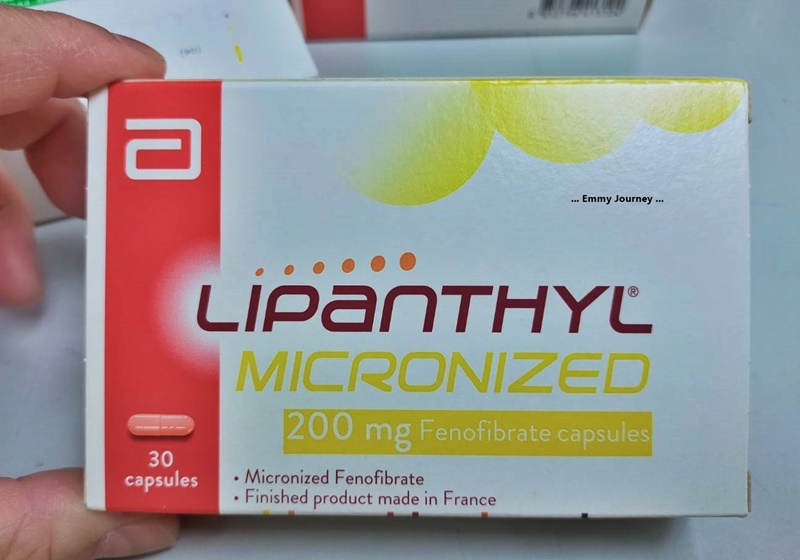 ... Emmy Journey ...
LIPANTHYL®
MICRONIZED
200 mg Fenofibrate capsules
30
capsules
• Micronized Fenofibrate
• Finished product made in France